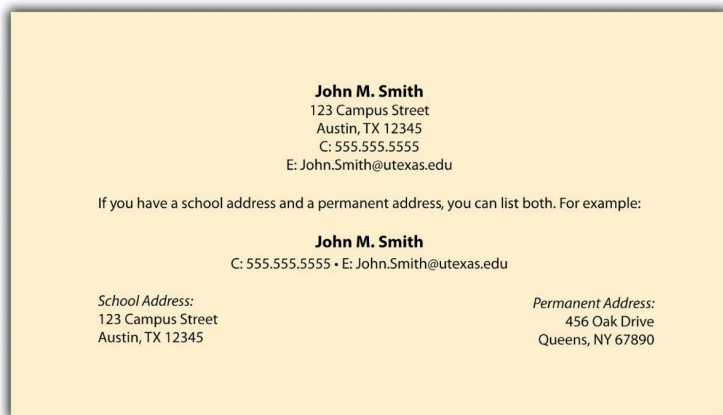 John M. Smith
123 Campus Street
Austin, TX 12345
C: 555.555.5555
E: John.Smith@utexas.edu
If you have a school address and a permanent address, you can list both. For example:
John M. Smith
C: 555.555.5555 • E: John.Smith@utexas.edu
School Address:
123 Campus Street
Austin, TX 12345
Permanent Address:
456 Oak Drive
Queens, NY 67890